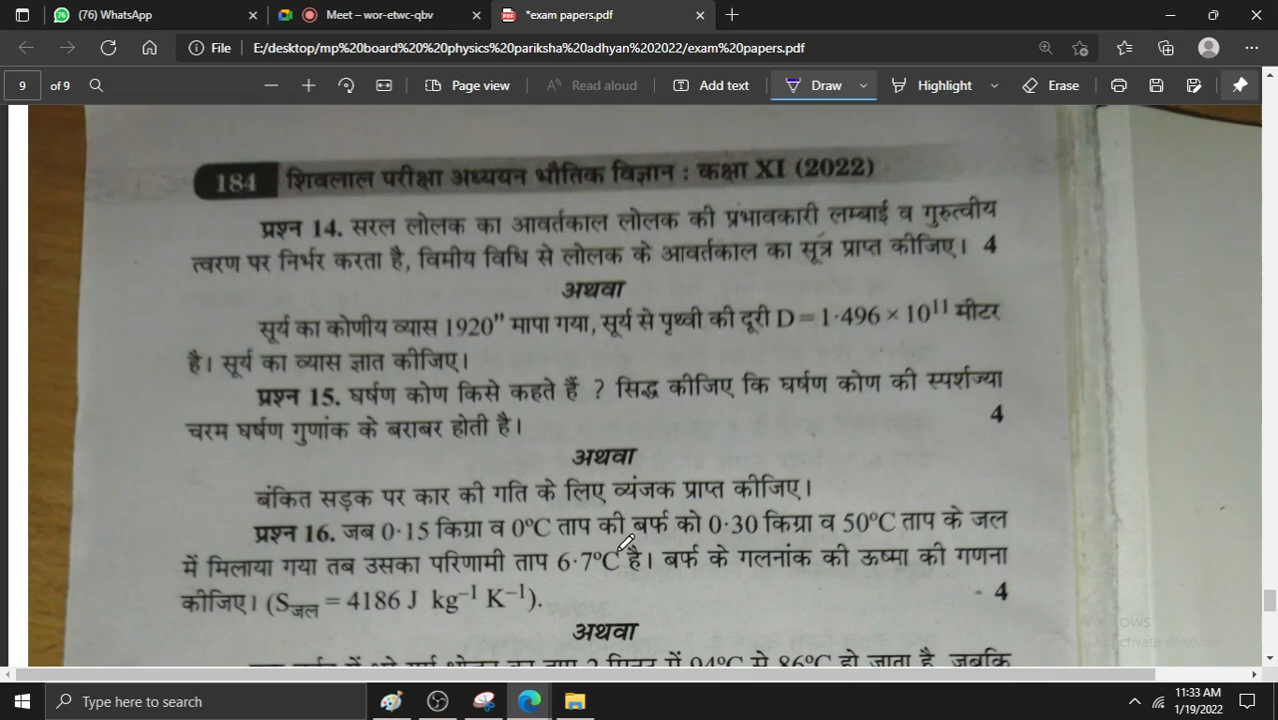 (76) WhatsApp
Meet – wor-etwc-qbv
*exam papers.pdf
File E:/desktop/mp%20board%20%20physics%20pariksha%20adhyan%202022/exam%20papers.pdf
9 of 9 Page view Read aloud Add text Draw Highlight Erase
184 शिवलाल परीक्षा अध्ययन भौतिक विज्ञान : कक्षा XI (2022)
प्रश्न 14. सरल लोलक का आवर्तकाल लोलक की प्रभावकारी लम्बाई व गुरुत्वीय
त्वरण पर निर्भर करता है, विमीय विधि से लोलक के आवर्तकाल का सूत्र प्राप्त कीजिए। 4
अथवा
सूर्य का कोणीय व्यास 1920" मापा गया, सूर्य से पृथ्वी की दूरी D = 1·496 × 10¹¹ मीटर
है। सूर्य का व्यास ज्ञात कीजिए।
प्रश्न 15. घर्षण कोण किसे कहते हैं ? सिद्ध कीजिए कि घर्षण कोण की स्पर्शज्या
चरम घर्षण गुणांक के बराबर होती है। 4
अथवा
बंकित सड़क पर कार की गति के लिए व्यंजक प्राप्त कीजिए।
प्रश्न 16. जब 0·15 किग्रा व 0°C ताप की बर्फ को 0·30 किग्रा व 50°C ताप के जल
में मिलाया गया तब उसका परिणामी ताप 6·7°C है। बर्फ के गलनांक की ऊष्मा की गणना
कीजिए। (Sजल = 4186 J kg⁻¹ K⁻¹). 4
अथवा
2 मिनट में 94°C से 86°C हो जाता है, जबकि
Type here to search
11:33 AM
1/19/2022